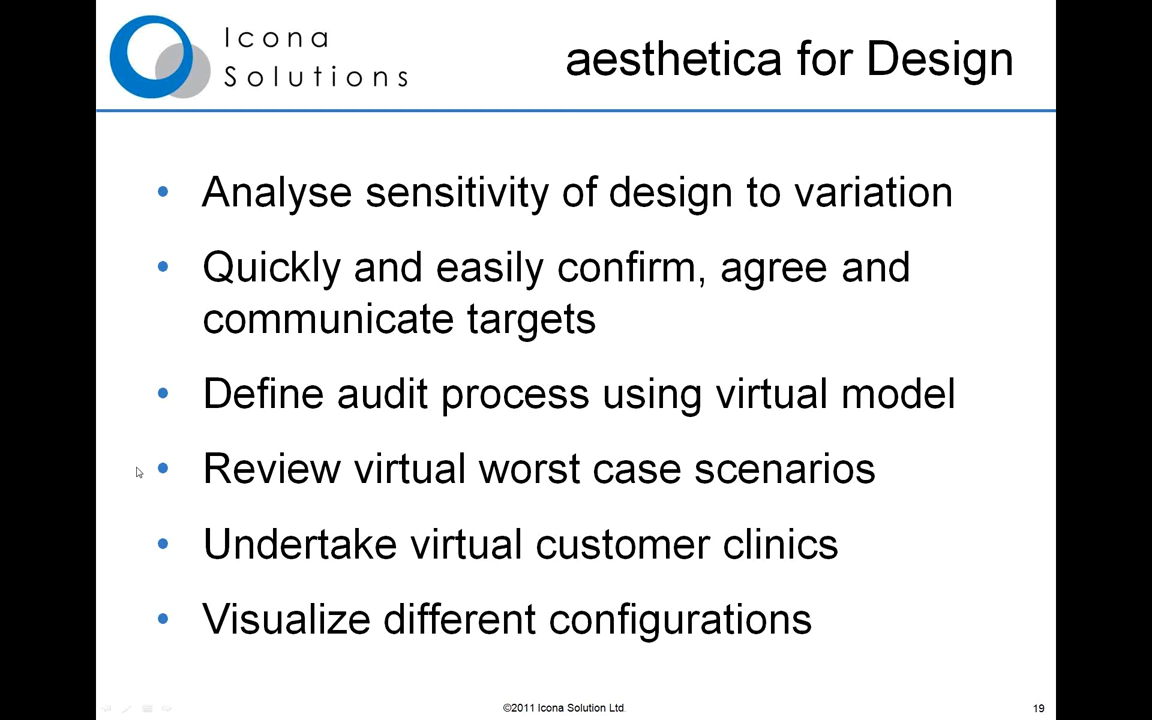 Icona
Solutions
aesthetica for Design
• Analyse sensitivity of design to variation
• Quickly and easily confirm, agree and
communicate targets
• Define audit process using virtual model
• Review virtual worst case scenarios
• Undertake virtual customer clinics
• Visualize different configurations
©2011 Icona Solution Ltd.
19